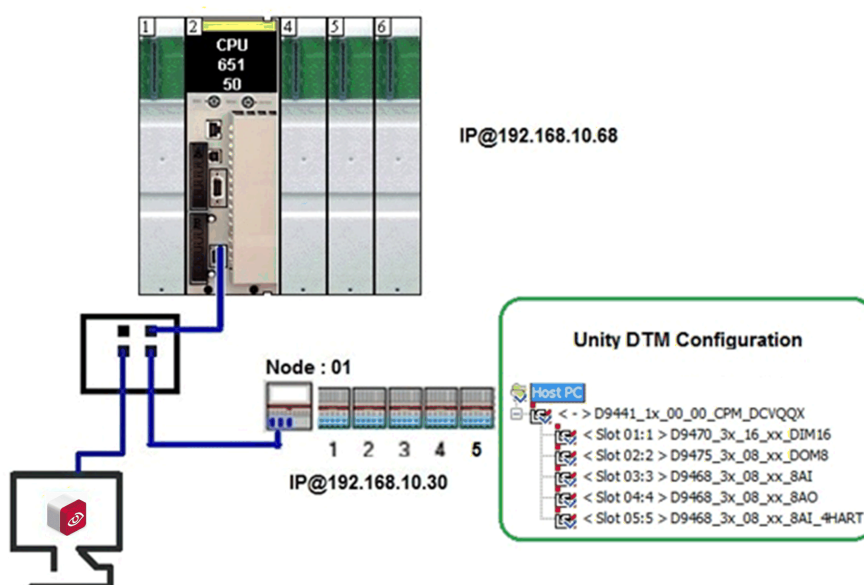 1
2
4
5
6
CPU
651
50
IP@192.168.10.68
Node : 01
1 2 3 4 5
IP@192.168.10.30
Unity DTM Configuration
Host PC
< - > D9441_1x_00_00_CPM_DCVQQX
< Slot 01:1 > D9470_3x_16_xx_DIM16
< Slot 02:2 > D9475_3x_08_xx_DOM8
< Slot 03:3 > D9468_3x_08_xx_8AI
< Slot 04:4 > D9468_3x_08_xx_8AO
< Slot 05:5 > D9468_3x_08_xx_8AI_4HART